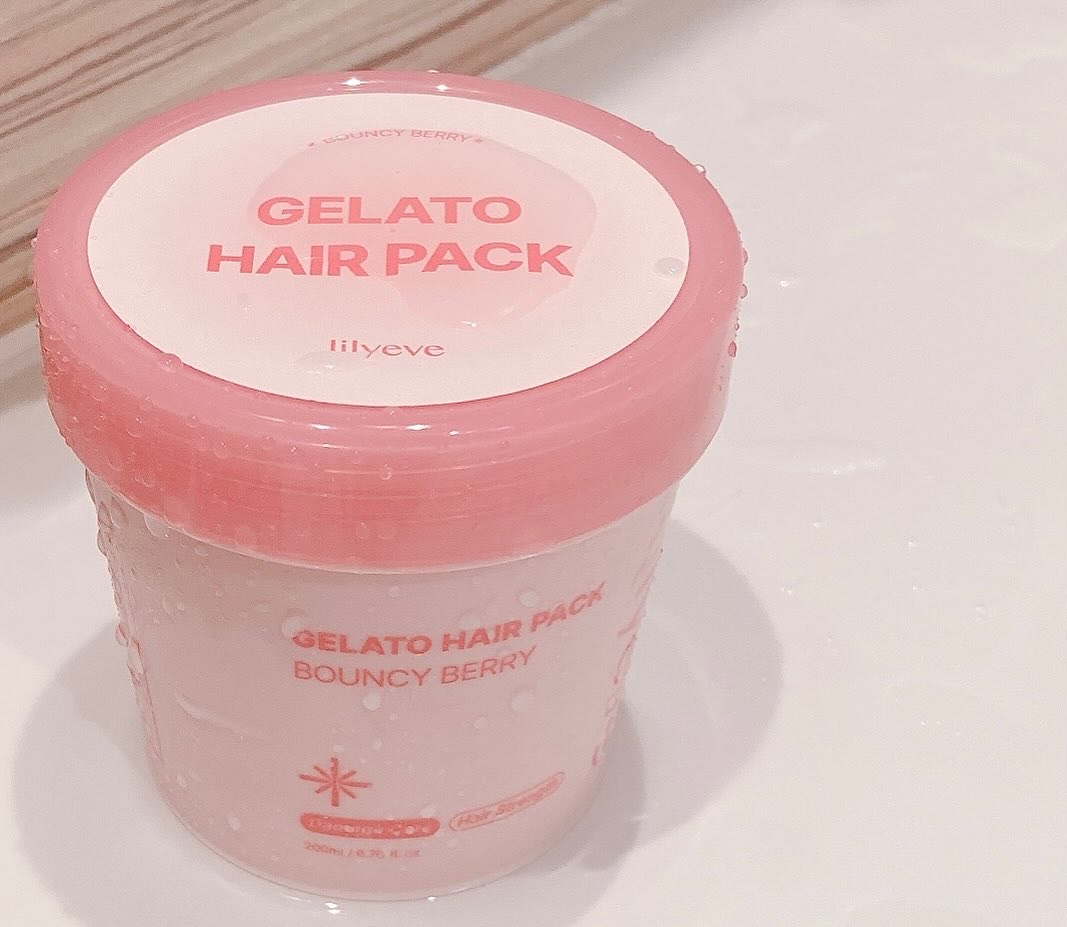 * BOUNCY BERRY *
GELATO
HAIR PACK
lilyeve
GELATO HAIR PACK
BOUNCY BERRY
Hair Strength
200ml / 6.76 fl. oz